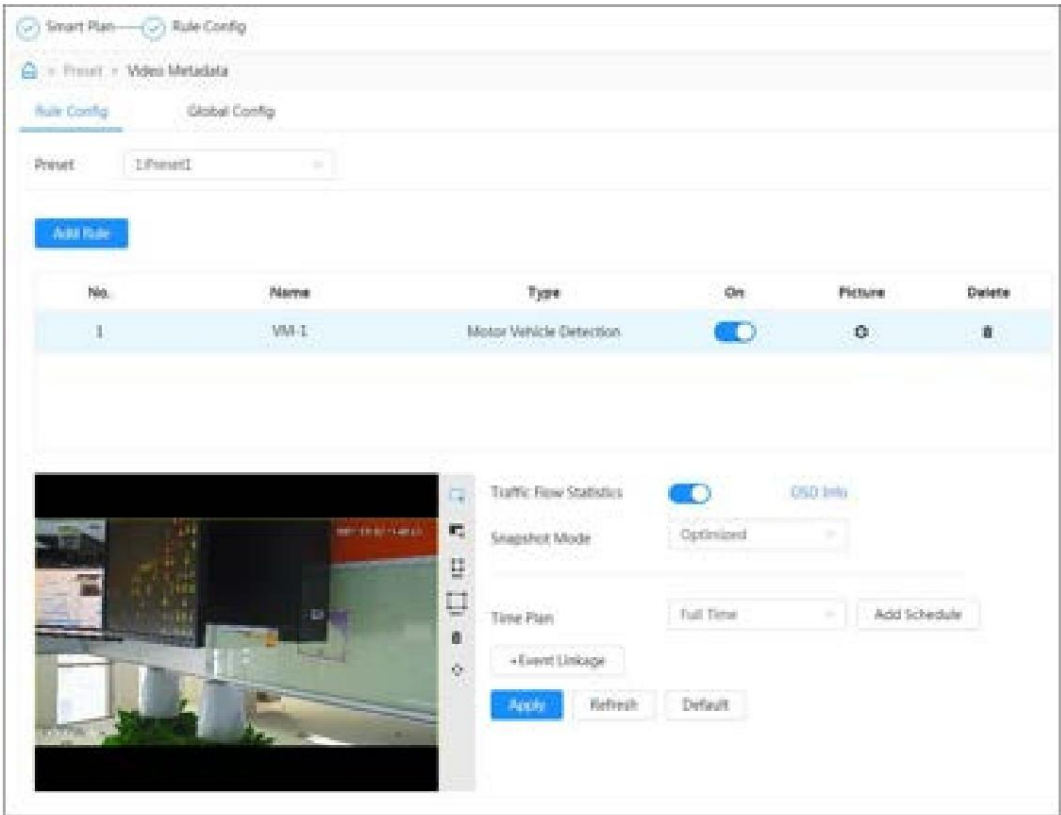 Smart Plan Rule Config
> Preset > Video Metadata
Rule Config Global Config
Preset 1:Preset1
Add Rule
No. Name Type On Picture Delete
1 VM-1 Motor Vehicle Detection
Traffic Flow Statistics OSD Info
Snapshot Mode Optimized
Time Plan Full Time Add Schedule
+Event Linkage
Apply Refresh Default